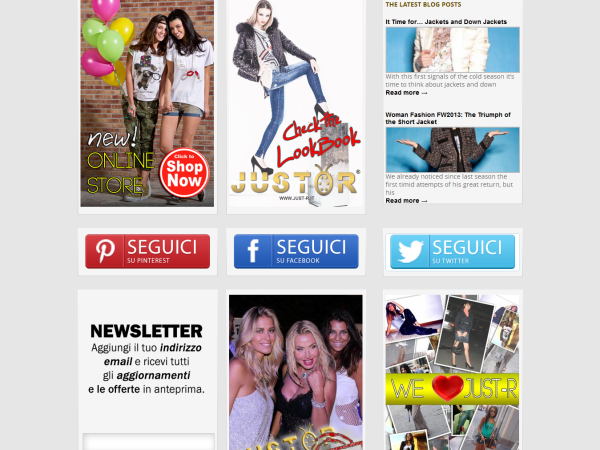 new!
ONLINE
STORE
Click to
Shop
Now
Check the
LookBook
JUSTOR®
WWW.JUST-R.IT
THE LATEST BLOG POSTS
It Time for… Jackets and Down Jackets
With this first signals of the cold season it's
time to think about jackets and down
Read more →
Woman Fashion FW2013: The Triumph of
the Short Jacket
We already noticed since last season the
first timid attempts of his great return, but
his
Read more →
SEGUICI
SU PINTEREST
SEGUICI
SU FACEBOOK
SEGUICI
SU TWITTER
NEWSLETTER
Aggiungi il tuo indirizzo
email e ricevi tutti
gli aggiornamenti
e le offerte in anteprima.
JUSTOR
WE JUST-R